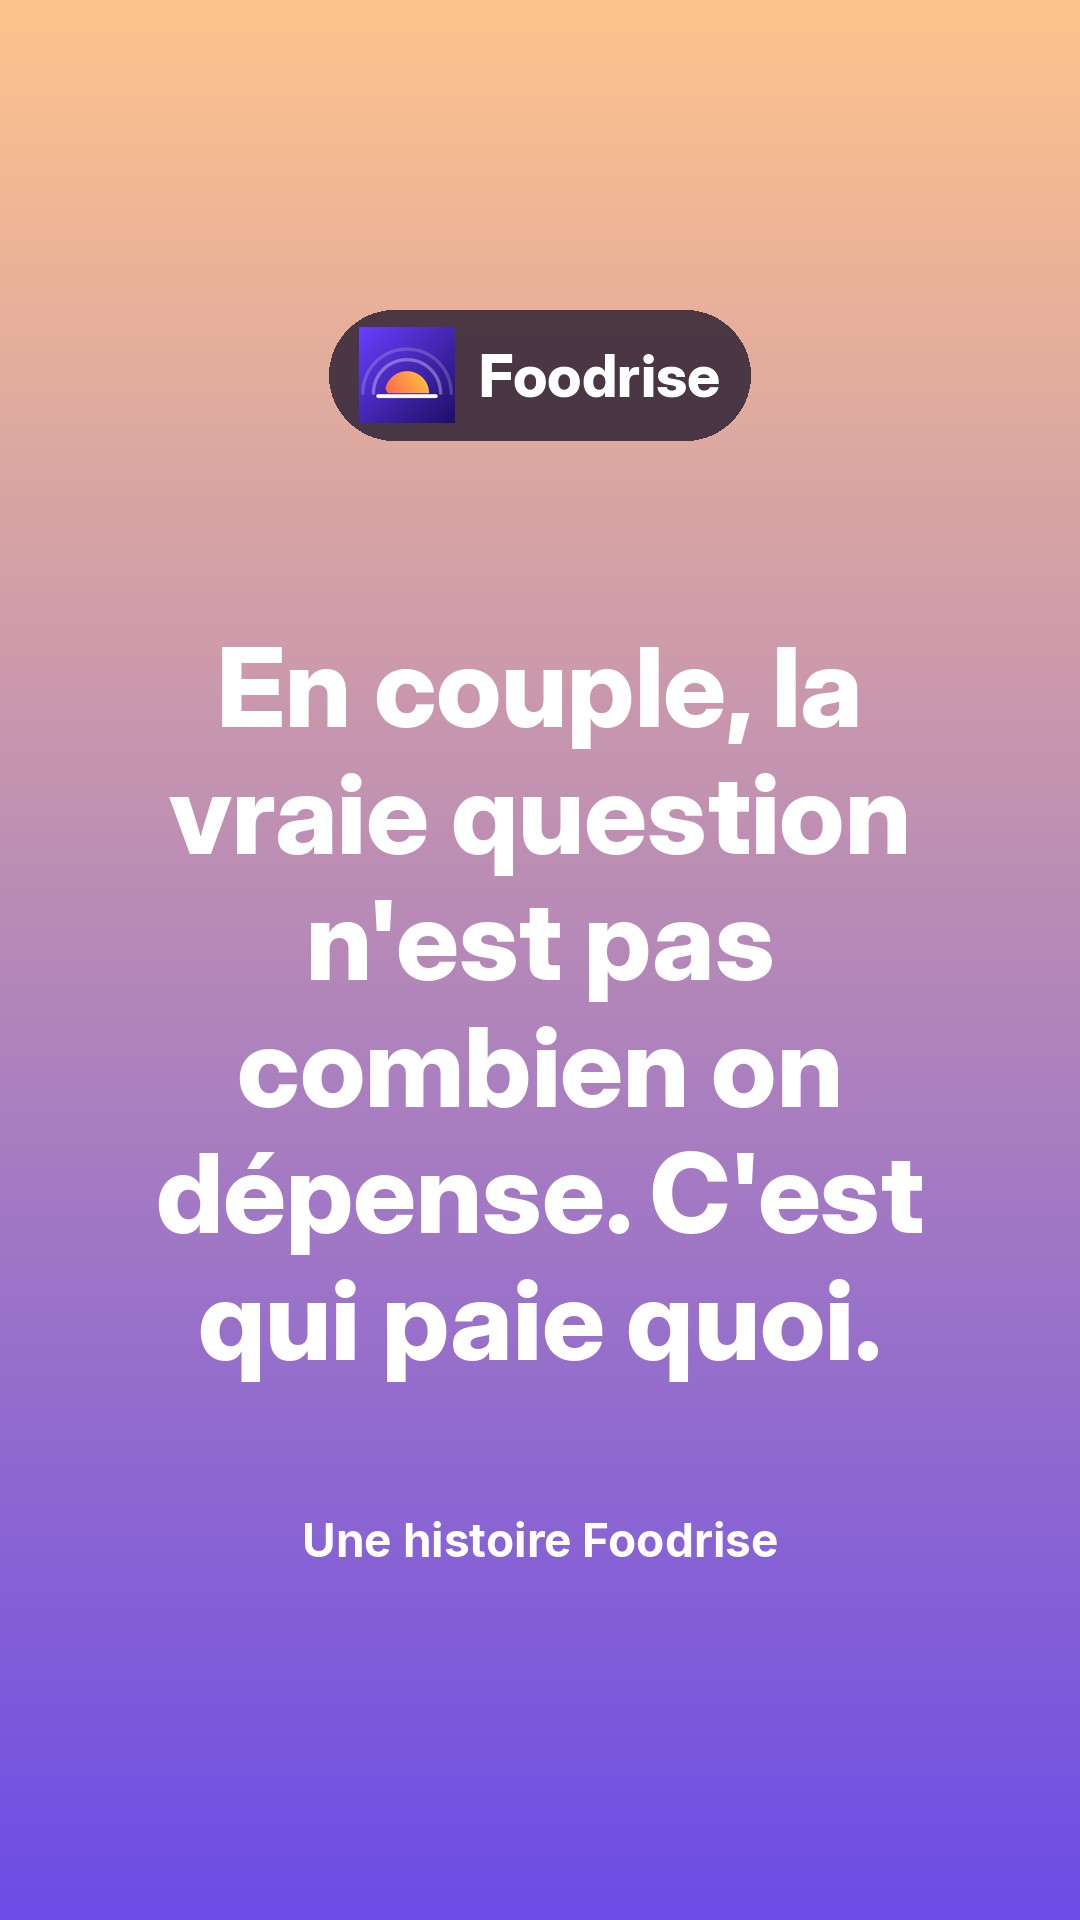 Foodrise
En couple, la
vraie question
n'est pas
combien on
dépense. C'est
qui paie quoi.
Une histoire Foodrise